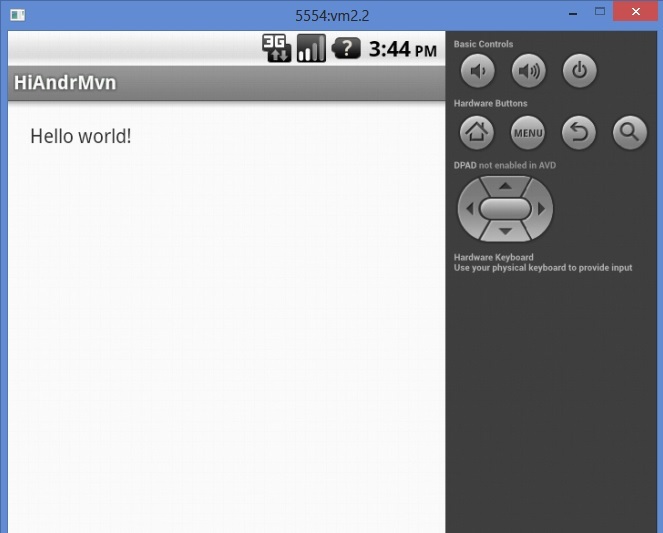 5554:vm2.2
3G ? 3:44 PM
HiAndrMvn
Hello world!
Basic Controls
Hardware Buttons
MENU
DPAD not enabled in AVD
Hardware Keyboard
Use your physical keyboard to provide input